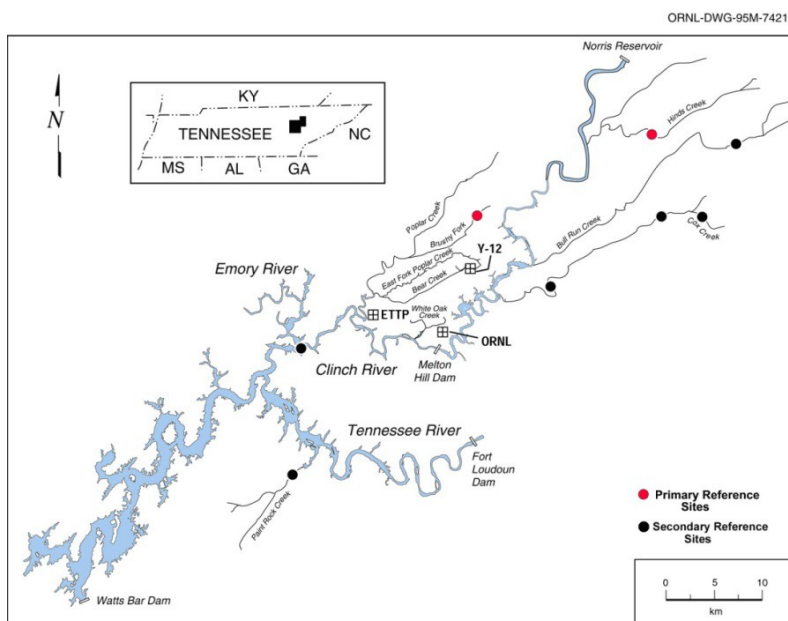 ORNL-DWG-95M-7421
Norris Reservoir
N
KY
TENNESSEE
NC
MS
AL
GA
Hinds Creek
Poplar Creek
Brushy Fork
Bull Run Creek
Cox Creek
East Fork Poplar Creek
Y-12
Bear Creek
Emory River
ETTP
White Oak
Creek
ORNL
Clinch River
Melton
Hill Dam
Tennessee River
Fort
Loudoun
Dam
Paint Rock Creek
Watts Bar Dam
Primary Reference
Sites
Secondary Reference
Sites
0 5 10
km